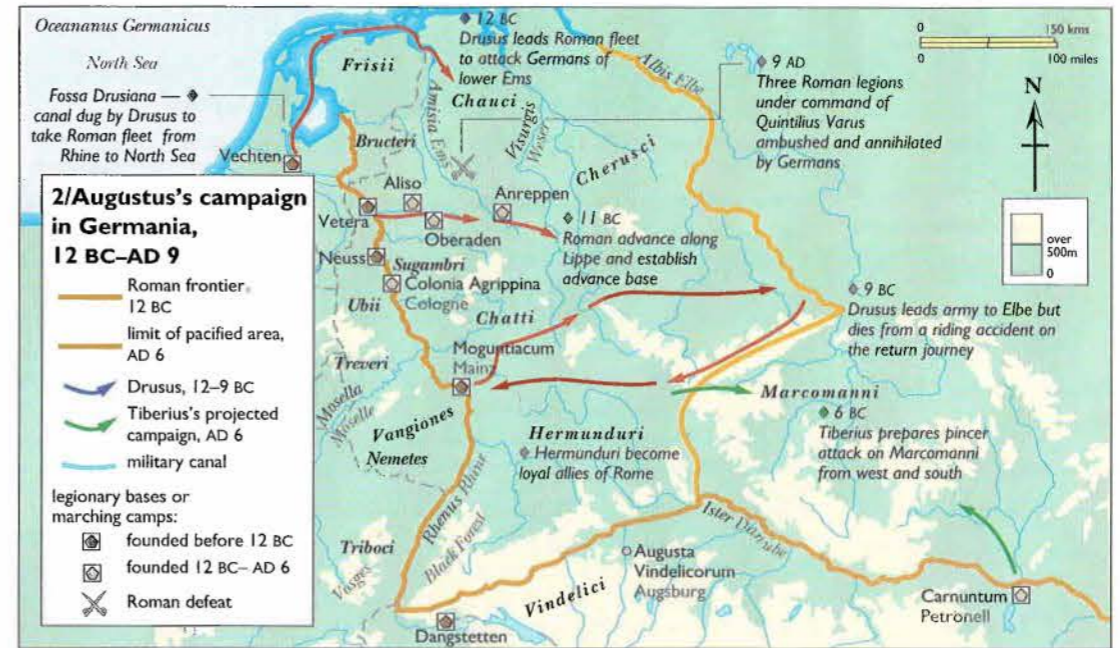 Oceananus Germanicus
North Sea
Fossa Drusiana —
canal dug by Drusus to
take Roman fleet from
Rhine to North Sea
Vechten
12 BC
Drusus leads Roman fleet
to attack Germans of
lower Ems
9 AD
Three Roman legions
under command of
Quintilius Varus
ambushed and annihilated
by Germans
0 150 kms
0 100 miles
N
over
500m
0
Frisii
Chauci
Albis Elbe
Amisia Ems
Visurgis
Weser
Bructeri
Cherusci
Aliso
Anreppen
Vetera
Oberaden
11 BC
Roman advance along
Lippe and establish
advance base
Neuss
Sugambri
Colonia Agrippina
Cologne
Ubii
Chatti
9 BC
Drusus leads army to Elbe but
dies from a riding accident on
the return journey
Treveri
Moguntiacum
Mainz
Mosella
Moselle
Marcomanni
6 BC
Tiberius prepares pincer
attack on Marcomanni
from west and south
Vangiones
Nemetes
Hermunduri
Hermunduri become
loyal allies of Rome
Rhenus Rhine
Black Forest
Triboci
Vosges
Ister Danube
Augusta
Vindelicorum
Augsburg
Vindelici
Dangstetten
Carnuntum
Petronell
2/Augustus's campaign
in Germania,
12 BC–AD 9
Roman frontier,
12 BC
limit of pacified area,
AD 6
Drusus, 12–9 BC
Tiberius's projected
campaign, AD 6
military canal
legionary bases or
marching camps:
founded before 12 BC
founded 12 BC– AD 6
Roman defeat